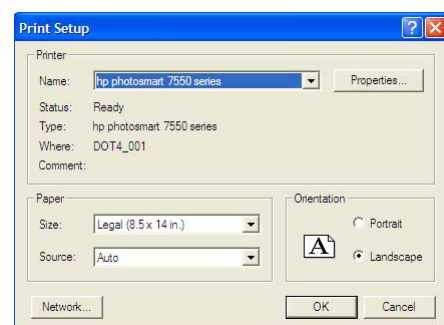 Print Setup
Printer
Name: hp photosmart 7550 series Properties...
Status: Ready
Type: hp photosmart 7550 series
Where: DOT4_001
Comment:
Paper
Size: Legal (8.5 x 14 in.)
Source: Auto
Orientation
Portrait
A
Landscape
Network...
OK
Cancel